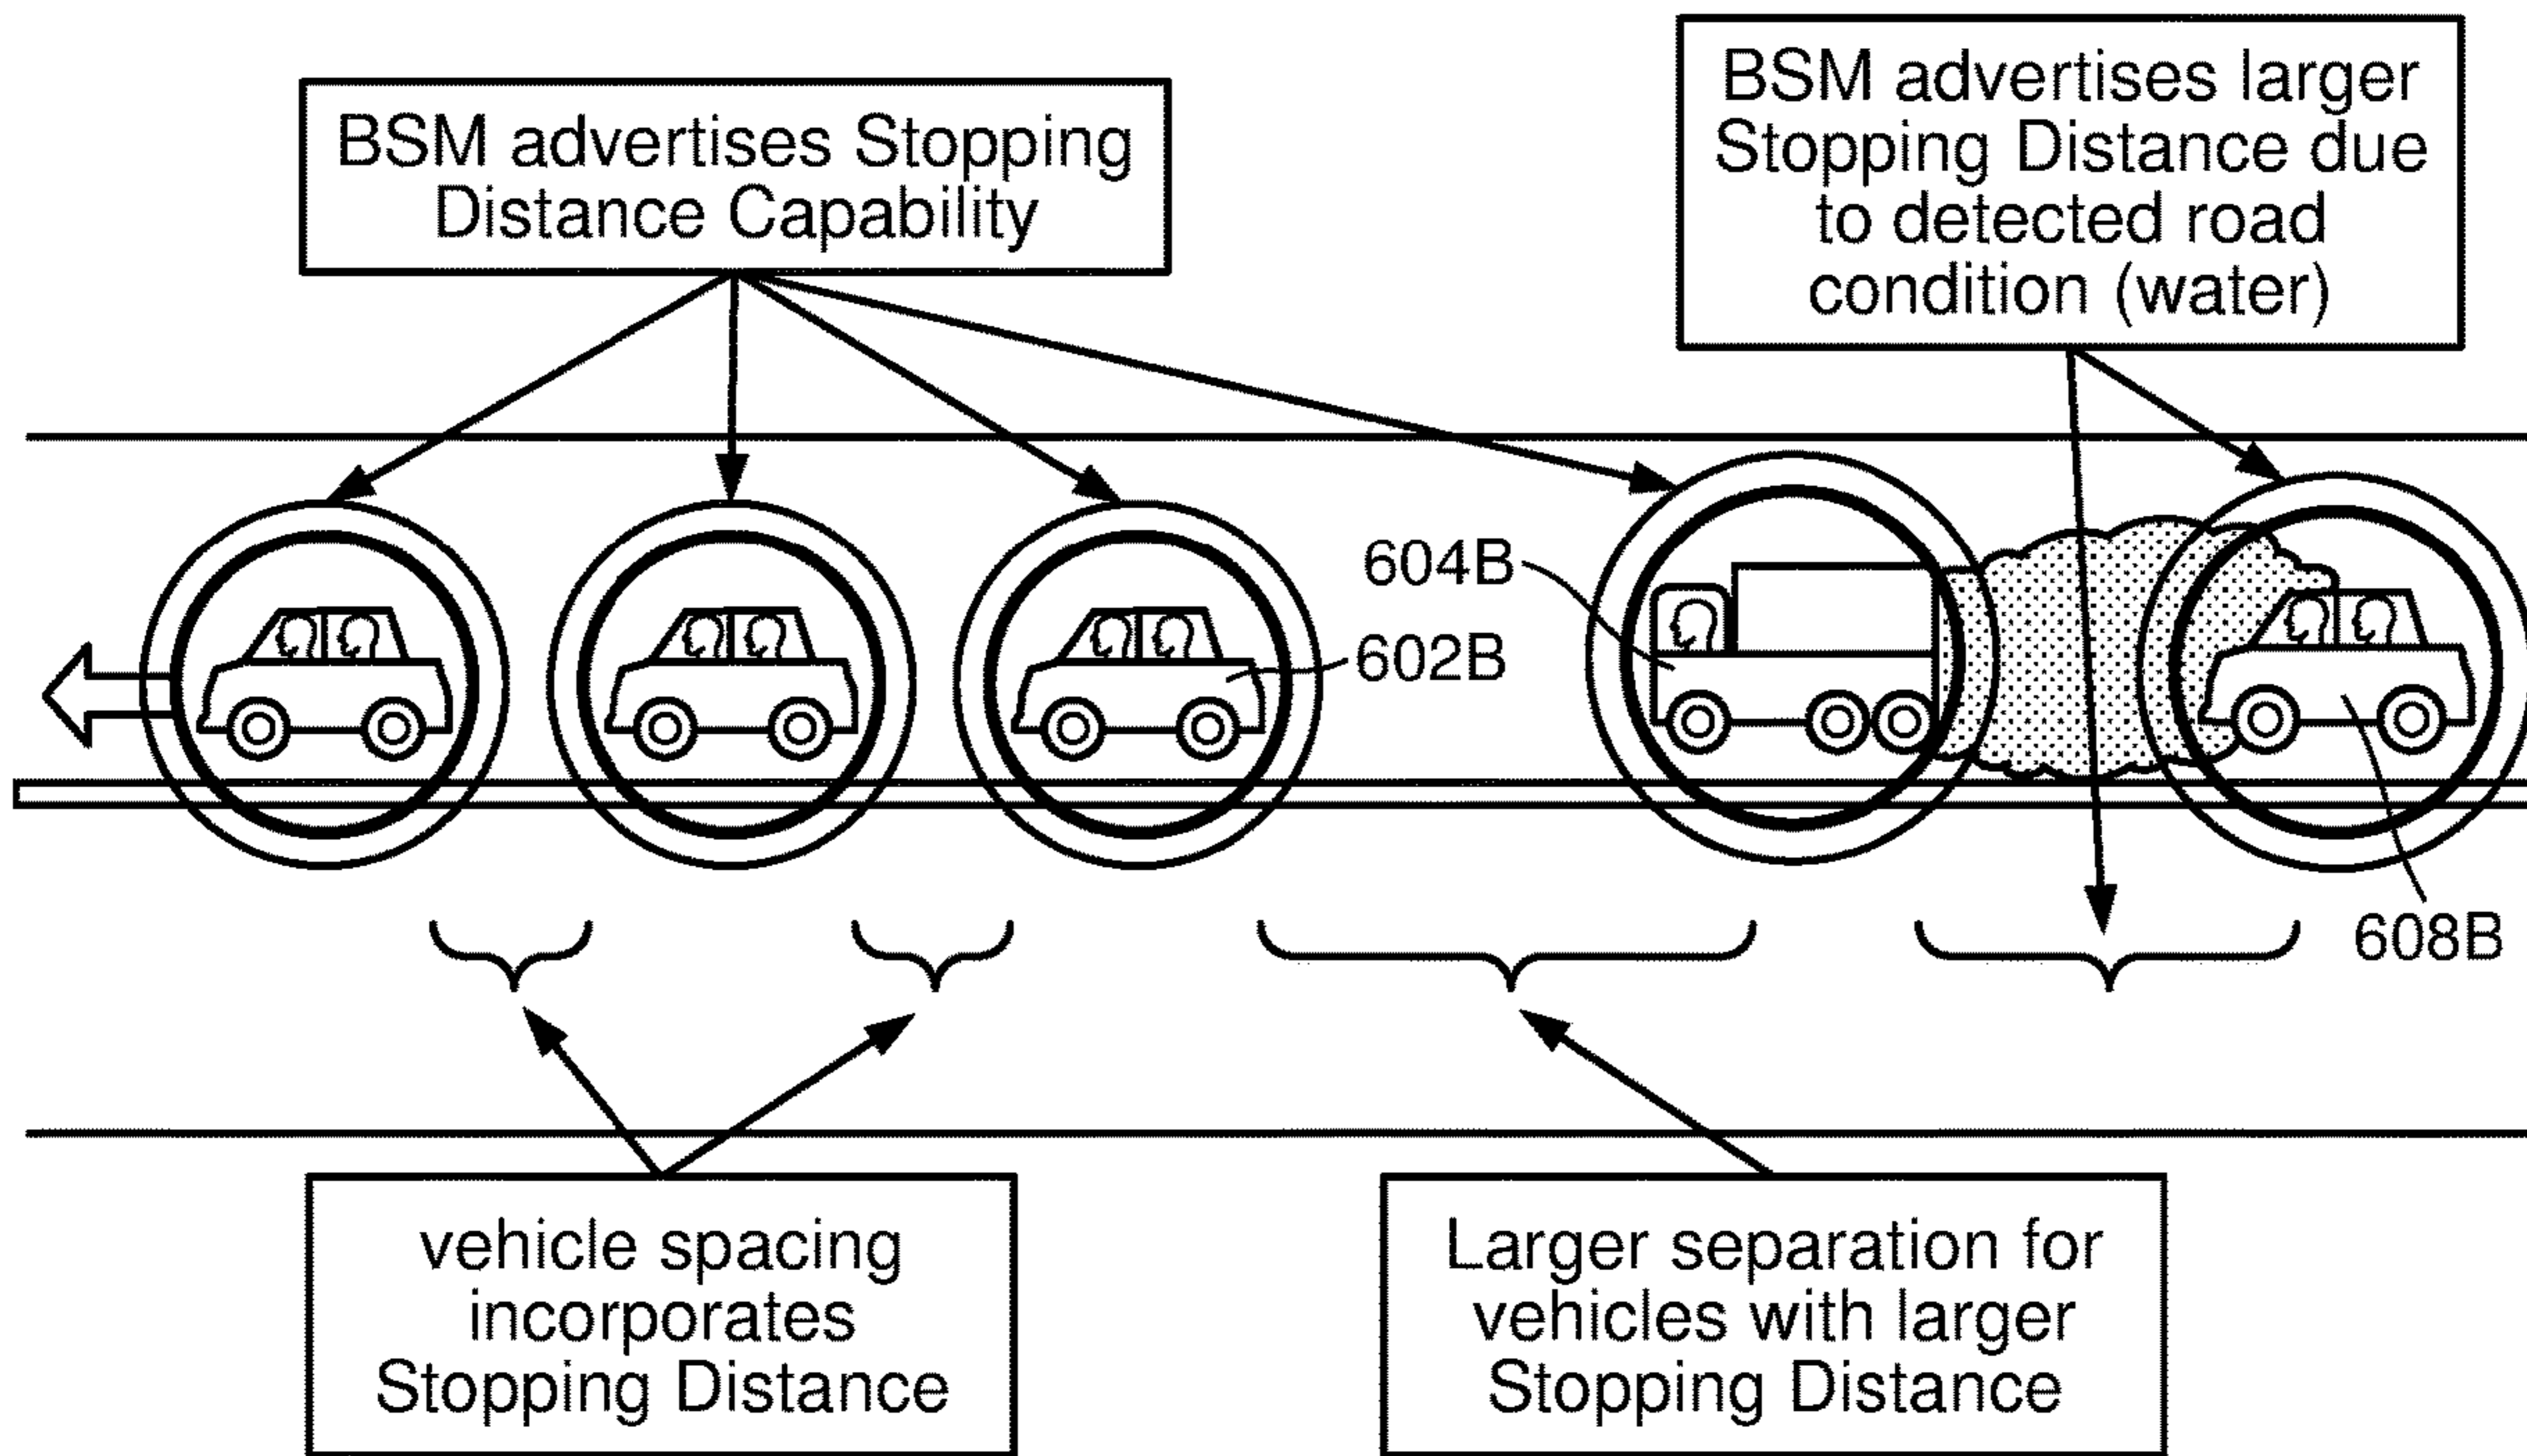 BSM advertises Stopping
Distance Capability
BSM advertises larger
Stopping Distance due
to detected road
condition (water)
604B
602B
608B
vehicle spacing
incorporates
Stopping Distance
Larger separation for
vehicles with larger
Stopping Distance